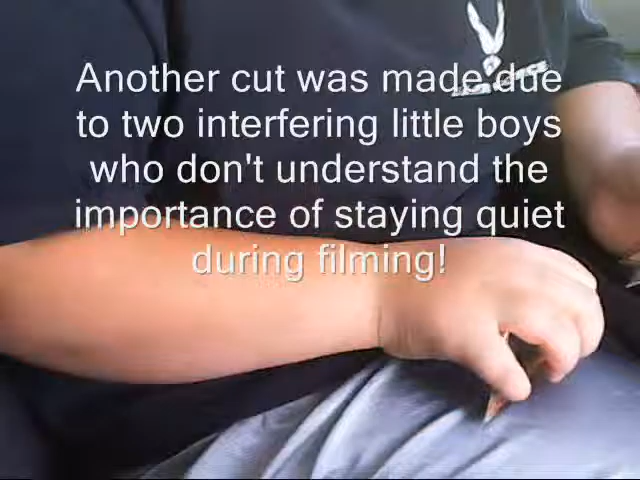 Another cut was made due
to two interfering little boys
who don't understand the
importance of staying quiet
during filming!